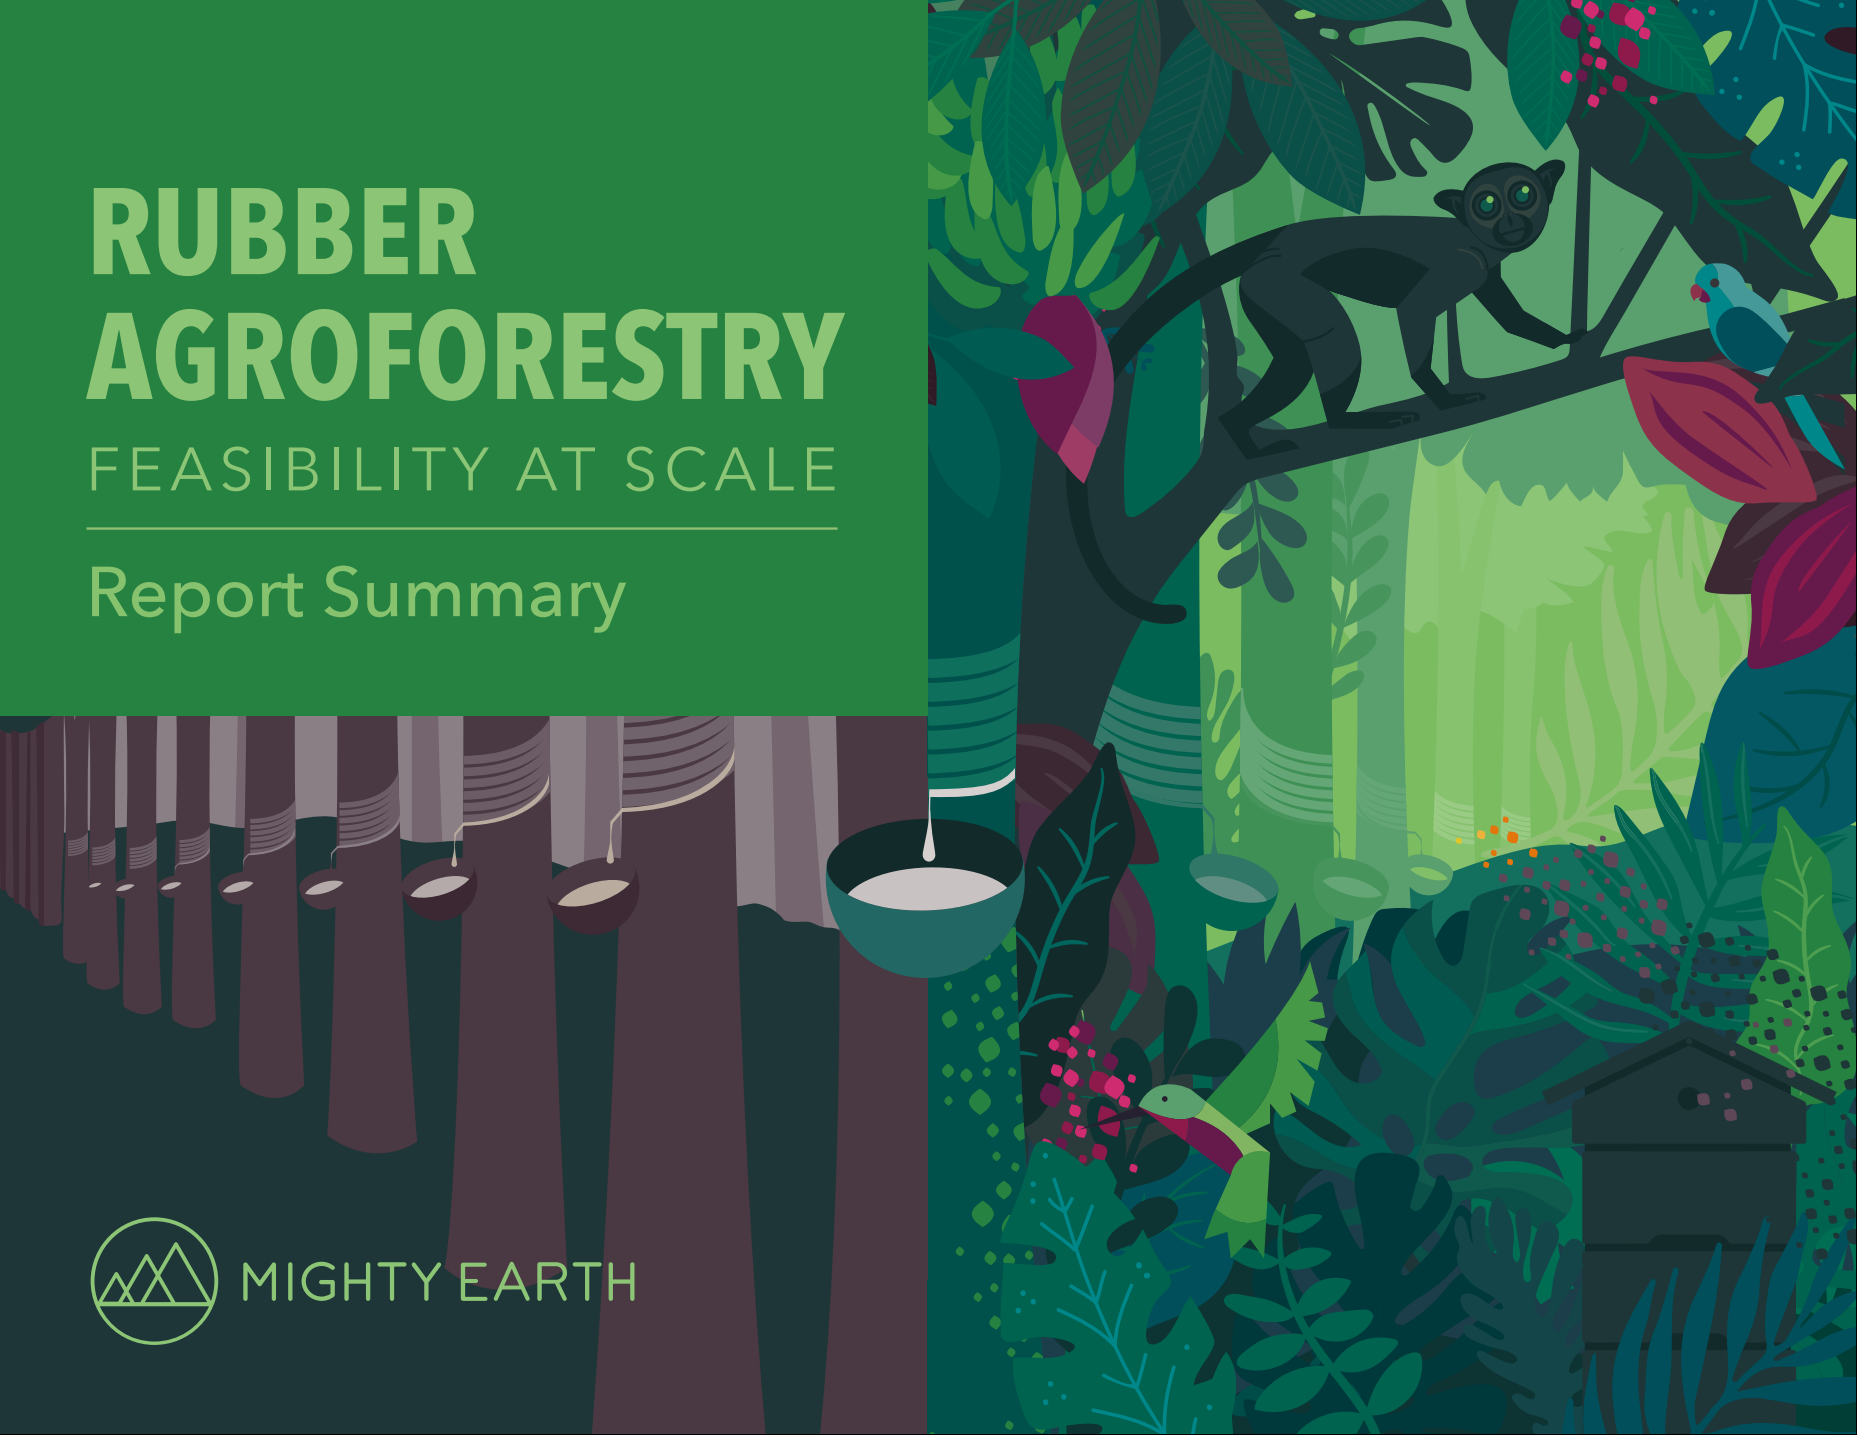 RUBBER
AGROFORESTRY
FEASIBILITY AT SCALE
Report Summary
MIGHTY EARTH